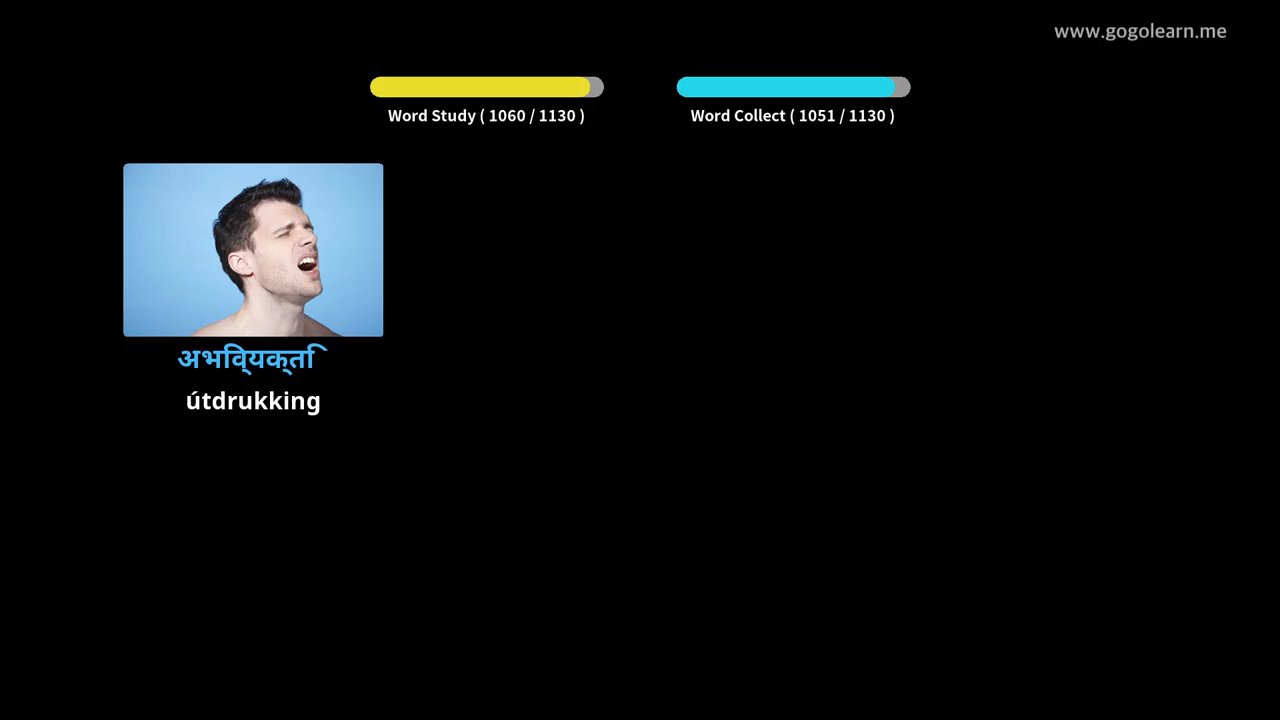 www.gogolearn.me
Word Study ( 1060 / 1130 )
Word Collect ( 1051 / 1130 )
अभिव्यक्ति
útdrukking